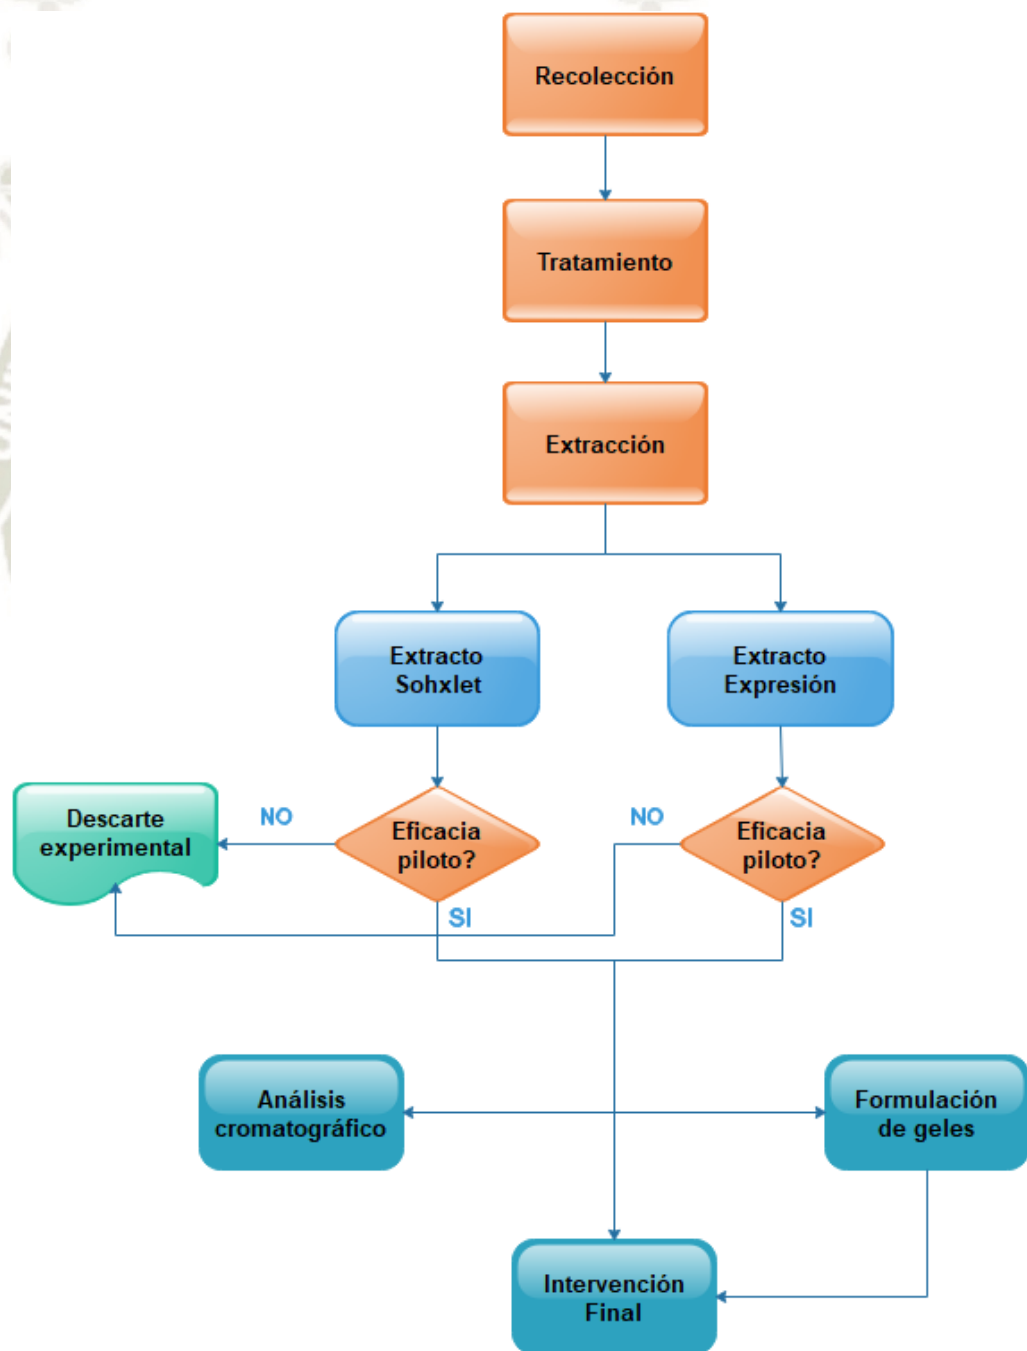 Recolección
Tratamiento
Extracción
Extracto
Sohxlet
Extracto
Expresión
Descarte
experimental
NO
Eficacia
piloto?
NO
Eficacia
piloto?
SI
SI
Análisis
cromatográfico
Formulación
de geles
Intervención
Final